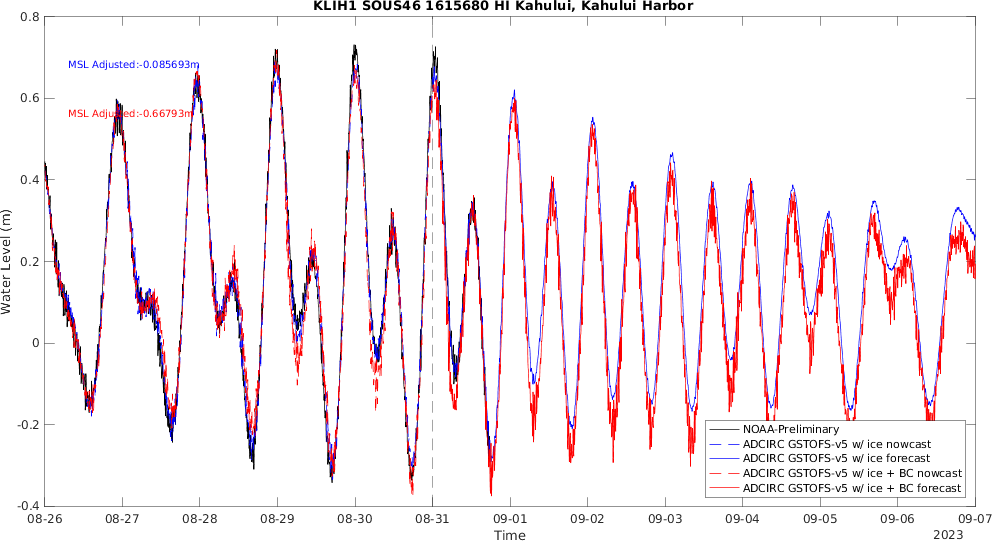 KLIH1 SOUS46 1615680 HI Kahului, Kahului Harbor
MSL Adjusted:-0.085693m
MSL Adjusted:-0.66793m
Water Level (m)
0.8
0.6
0.4
0.2
0
-0.2
-0.4
NOAA-Preliminary
ADCIRC GSTOFS-v5 w/ ice nowcast
ADCIRC GSTOFS-v5 w/ ice forecast
ADCIRC GSTOFS-v5 w/ ice + BC nowcast
ADCIRC GSTOFS-v5 w/ ice + BC forecast
08-26 08-27 08-28 08-29 08-30 08-31 09-01 09-02 09-03 09-04 09-05 09-06 09-07
Time
2023